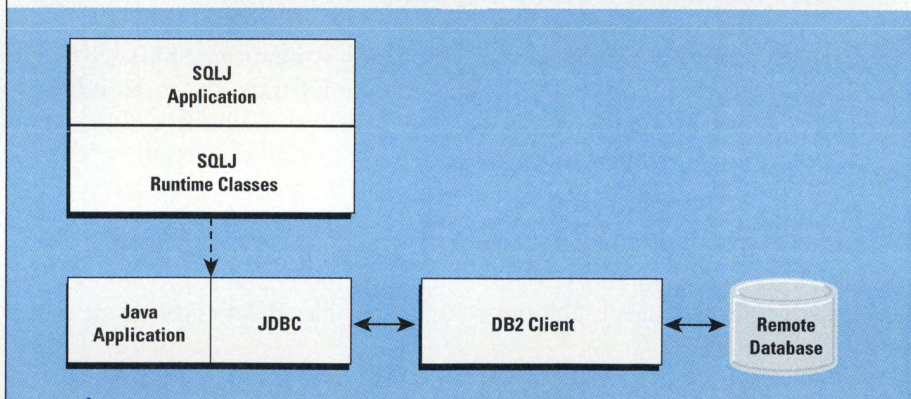 SQLJ
Application
SQLJ
Runtime Classes
Java
Application
JDBC
DB2 Client
Remote
Database